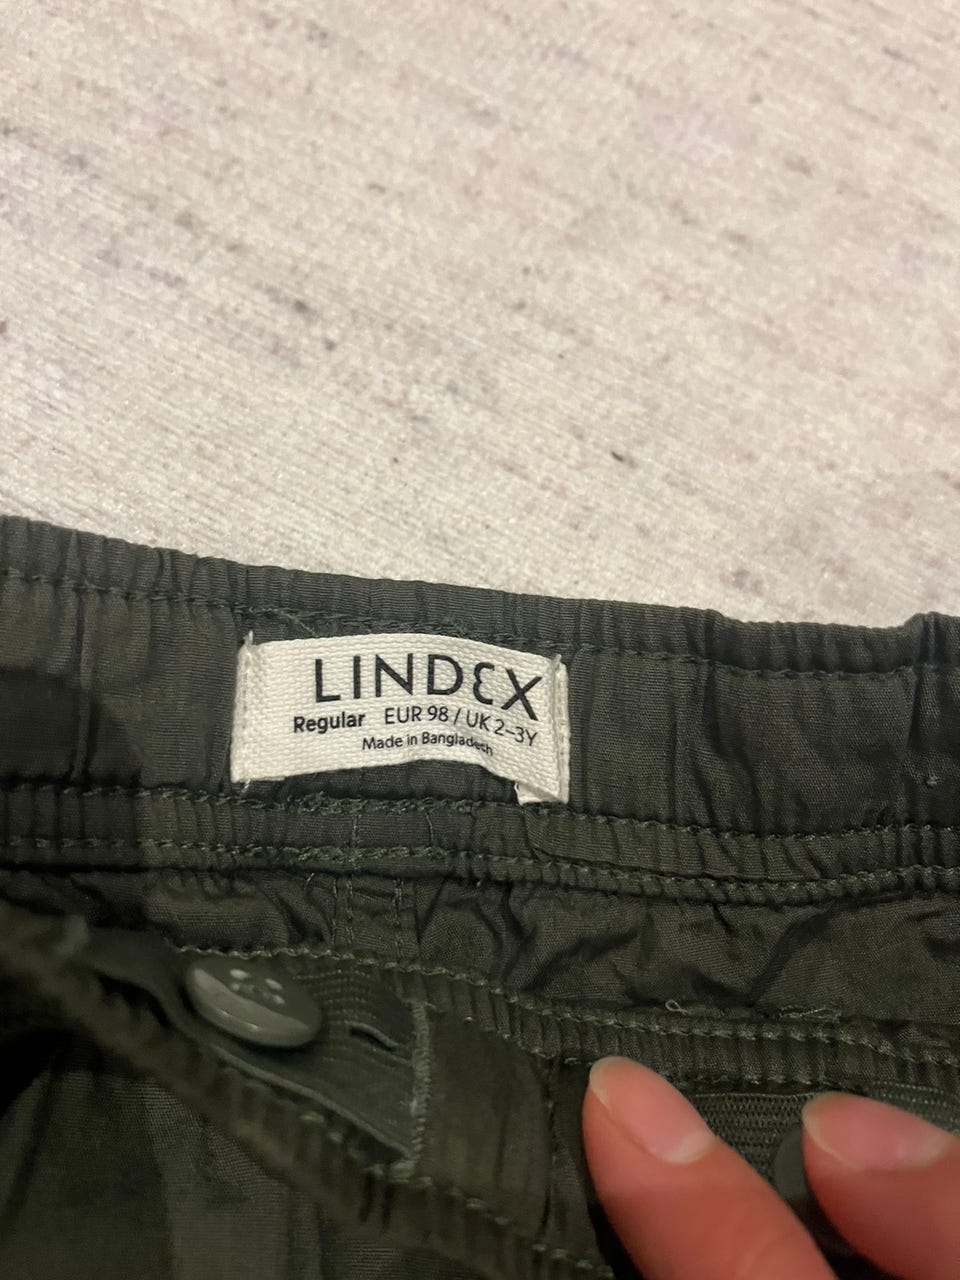 LINDEX
Regular EUR 98 / UK 2-3Y
Made in Bangladesh